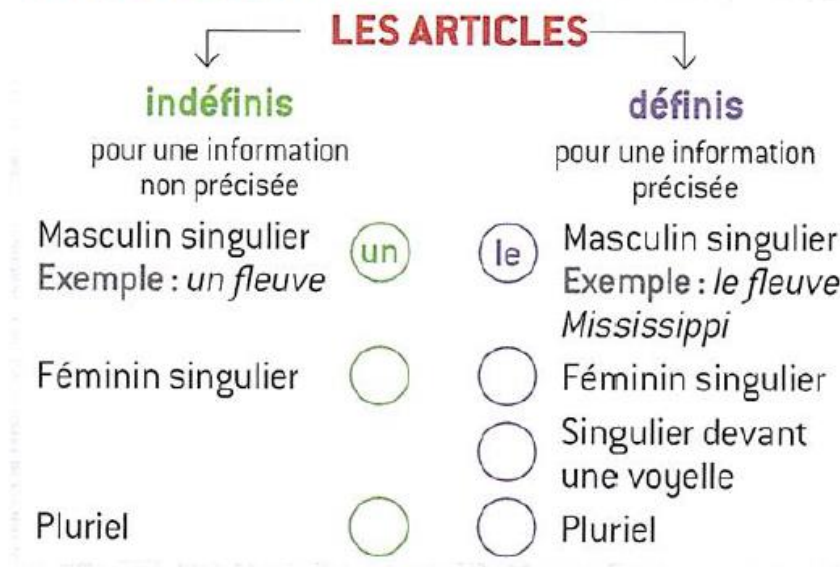 LES ARTICLES
indéfinis
pour une information
non précisée
Masculin singulier
Exemple : un fleuve
un
Féminin singulier
Pluriel
définis
pour une information
précisée
le
Masculin singulier
Exemple : le fleuve
Mississippi
Féminin singulier
Singulier devant
une voyelle
Pluriel